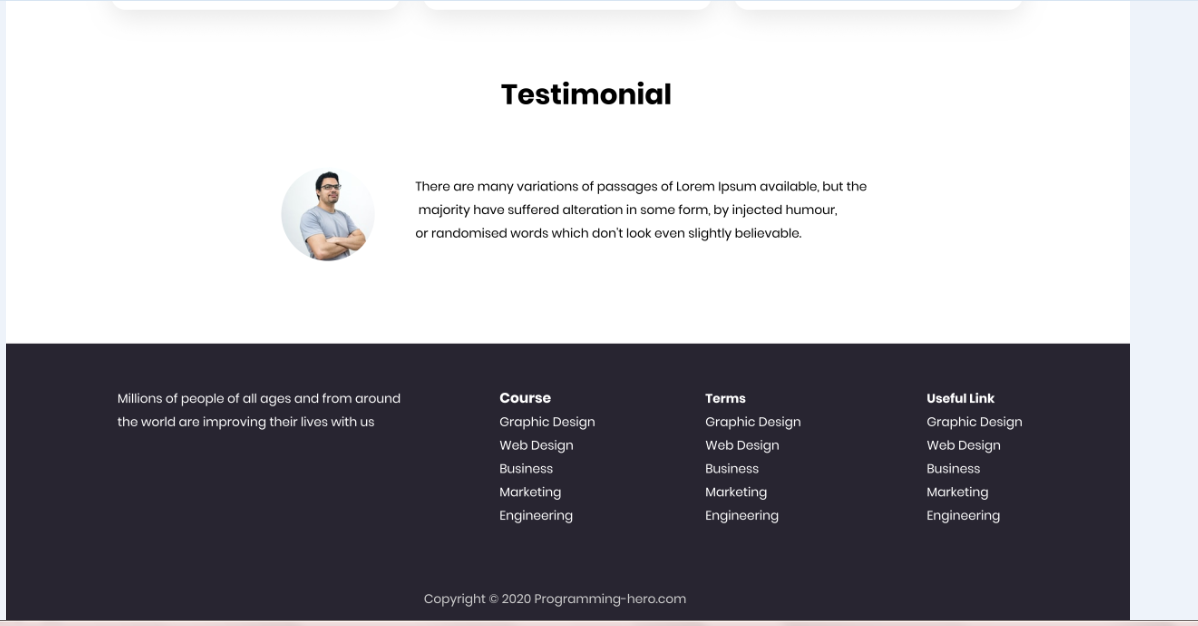 Testimonial
There are many variations of passages of Lorem Ipsum available, but the
majority have suffered alteration in some form, by injected humour,
or randomised words which don't look even slightly believable.
Millions of people of all ages and from around
the world are improving their lives with us
Course
Graphic Design
Web Design
Business
Marketing
Engineering
Terms
Graphic Design
Web Design
Business
Marketing
Engineering
Useful Link
Graphic Design
Web Design
Business
Marketing
Engineering
Copyright © 2020 Programming-hero.com